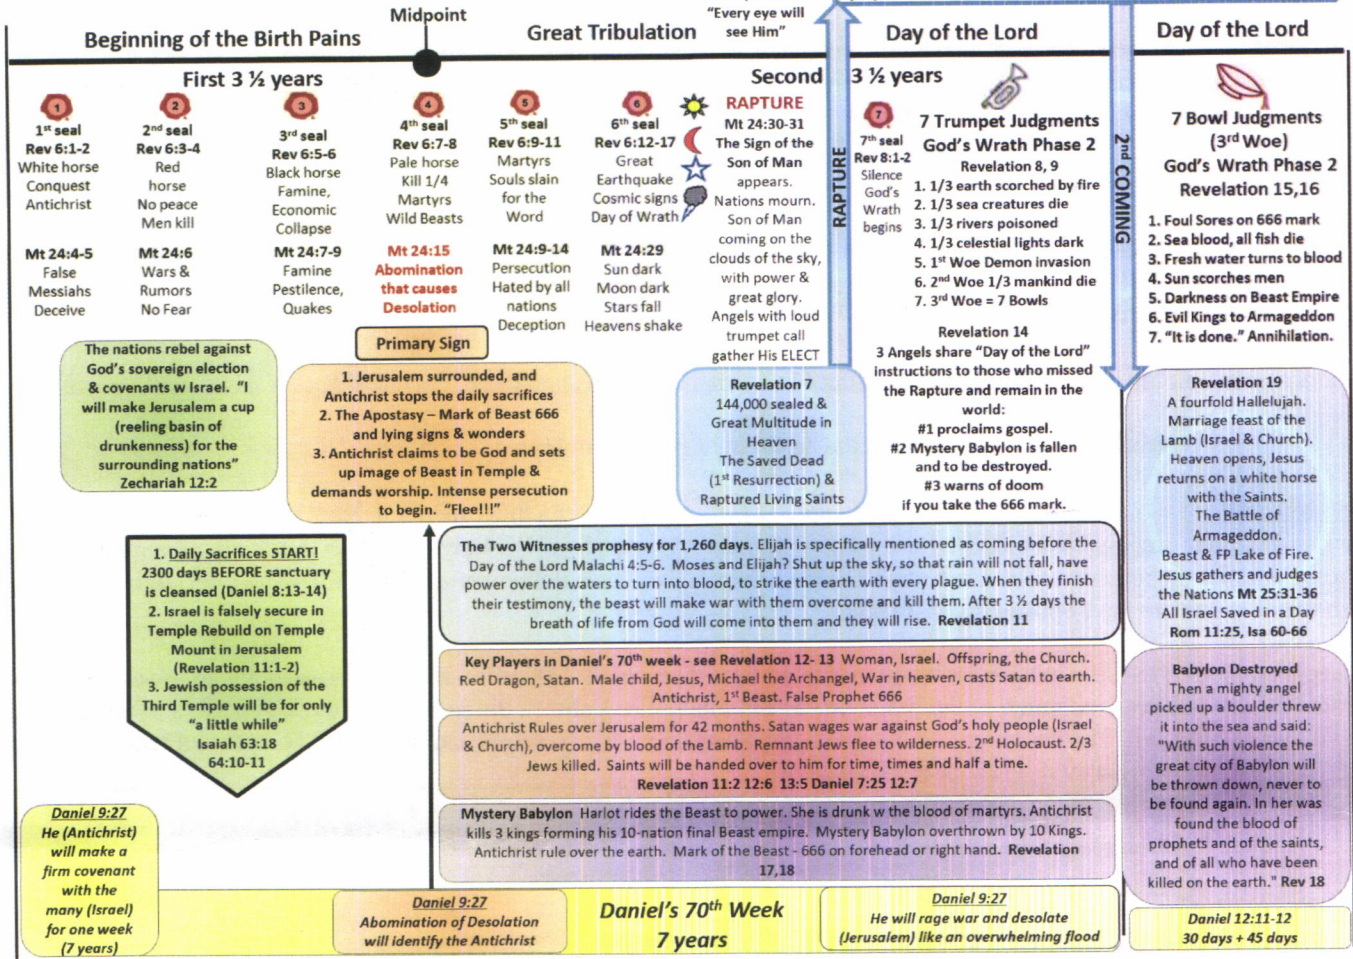 Midpoint
"Every eye will
see Him"
Beginning of the Birth Pains
Great Tribulation
Day of the Lord
Day of the Lord
First 3 ½ years
Second
3 ½ years
1
1st seal
Rev 6:1-2
White horse
Conquest
Antichrist
Mt 24:4-5
False
Messiahs
Deceive
2
2nd seal
Rev 6:3-4
Red
horse
No peace
Men kill
Mt 24:6
Wars &
Rumors
No Fear
3
3rd seal
Rev 6:5-6
Black horse
Famine,
Economic
Collapse
Mt 24:7-9
Famine
Pestilence,
Quakes
4
4th seal
Rev 6:7-8
Pale horse
Kill 1/4
Martyrs
Wild Beasts
Mt 24:15
Abomination
that causes
Desolation
5
5th seal
Rev 6:9-11
Martyrs
Souls slain
for the
Word
Mt 24:9-14
Persecution
Hated by all
nations
Deception
6
6th seal
Rev 6:12-17
Great
Earthquake
Cosmic signs
Day of Wrath
Mt 24:29
Sun dark
Moon dark
Stars fall
Heavens shake
RAPTURE
Mt 24:30-31
The Sign of the
Son of Man
appears.
Nations mourn.
Son of Man
coming on the
clouds of the sky,
with power &
great glory.
Angels with loud
trumpet call
gather His ELECT
RAPTURE
7
7th seal
Rev 8:1-2
Silence
God's
Wrath
begins
7 Trumpet Judgments
God's Wrath Phase 2
Revelation 8, 9
1. 1/3 earth scorched by fire
2. 1/3 sea creatures die
3. 1/3 rivers poisoned
4. 1/3 celestial lights dark
5. 1st Woe Demon invasion
6. 2nd Woe 1/3 mankind die
7. 3rd Woe = 7 Bowls
Revelation 14
3 Angels share "Day of the Lord"
instructions to those who missed
the Rapture and remain in the
world:
#1 proclaims gospel.
#2 Mystery Babylon is fallen
and to be destroyed.
#3 warns of doom
if you take the 666 mark.
2nd COMING
7 Bowl Judgments
(3rd Woe)
God's Wrath Phase 2
Revelation 15,16
1. Foul Sores on 666 mark
2. Sea blood, all fish die
3. Fresh water turns to blood
4. Sun scorches men
5. Darkness on Beast Empire
6. Evil Kings to Armageddon
7. "It is done." Annihilation.
The nations rebel against
God's sovereign election
& covenants w Israel. "I
will make Jerusalem a cup
(reeling basin of
drunkenness) for the
surrounding nations"
Zechariah 12:2
Primary Sign
1. Jerusalem surrounded, and
Antichrist stops the daily sacrifices
2. The Apostasy – Mark of Beast 666
and lying signs & wonders
3. Antichrist claims to be God and sets
up image of Beast in Temple &
demands worship. Intense persecution
to begin. "Flee!!!"
Revelation 7
144,000 sealed &
Great Multitude in
Heaven
The Saved Dead
(1st Resurrection) &
Raptured Living Saints
Revelation 19
A fourfold Hallelujah.
Marriage feast of the
Lamb (Israel & Church).
Heaven opens, Jesus
returns on a white horse
with the Saints.
The Battle of
Armageddon.
Beast & FP Lake of Fire.
Jesus gathers and judges
the Nations Mt 25:31-36
All Israel Saved in a Day
Rom 11:25, Isa 60-66
1. Daily Sacrifices START!
2300 days BEFORE sanctuary
is cleansed (Daniel 8:13-14)
2. Israel is falsely secure in
Temple Rebuild on Temple
Mount in Jerusalem
(Revelation 11:1-2)
3. Jewish possession of the
Third Temple will be for only
"a little while"
Isaiah 63:18
64:10-11
The Two Witnesses prophesy for 1,260 days. Elijah is specifically mentioned as coming before the
Day of the Lord Malachi 4:5-6. Moses and Elijah? Shut up the sky, so that rain will not fall, have
power over the waters to turn into blood, to strike the earth with every plague. When they finish
their testimony, the beast will make war with them overcome and kill them. After 3 ½ days the
breath of life from God will come into them and they will rise. Revelation 11
Key Players in Daniel's 70th week - see Revelation 12- 13 Woman, Israel. Offspring, the Church.
Red Dragon, Satan. Male child, Jesus, Michael the Archangel, War in heaven, casts Satan to earth.
Antichrist, 1st Beast. False Prophet 666
Antichrist Rules over Jerusalem for 42 months. Satan wages war against God's holy people (Israel
& Church), overcome by blood of the Lamb. Remnant Jews flee to wilderness. 2nd Holocaust. 2/3
Jews killed. Saints will be handed over to him for time, times and half a time.
Revelation 11:2 12:6 13:5 Daniel 7:25 12:7
Mystery Babylon Harlot rides the Beast to power. She is drunk w the blood of martyrs. Antichrist
kills 3 kings forming his 10-nation final Beast empire. Mystery Babylon overthrown by 10 Kings.
Antichrist rule over the earth. Mark of the Beast - 666 on forehead or right hand. Revelation
17,18
Babylon Destroyed
Then a mighty angel
picked up a boulder threw
it into the sea and said:
"With such violence the
great city of Babylon will
be thrown down, never to
be found again. In her was
found the blood of
prophets and of the saints,
and of all who have been
killed on the earth." Rev 18
Daniel 9:27
He (Antichrist)
will make a
firm covenant
with the
many (Israel)
for one week
(7 years)
Daniel 9:27
Abomination of Desolation
will identify the Antichrist
Daniel's 70th Week
7 years
Daniel 9:27
He will rage war and desolate
(Jerusalem) like an overwhelming flood
Daniel 12:11-12
30 days + 45 days